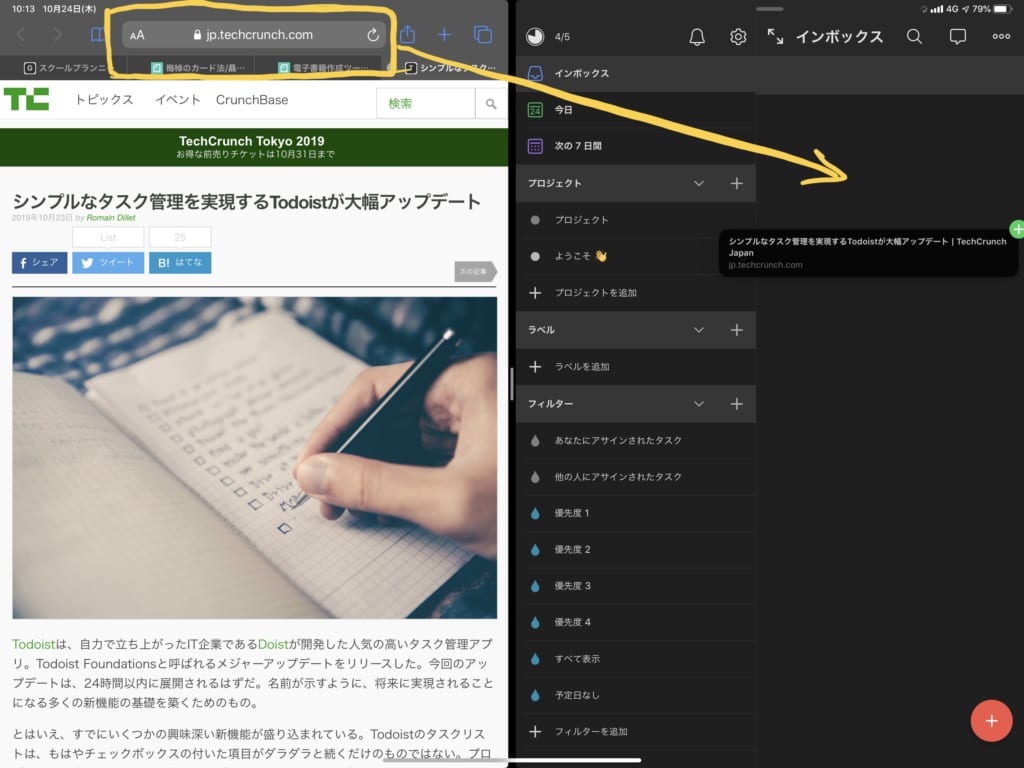 10:13 10月24日(木)
4G 79%
AA jp.techcrunch.com
スクールプランニ…
梅棹のカード法/贔…
電子書籍作成ツー…
シンプルなタスク…
TC トピックス イベント CrunchBase 検索
TechCrunch Tokyo 2019
お得な前売りチケットは10月31日まで
シンプルなタスク管理を実現するTodoistが大幅アップデート
2019年10月23日 by Romain Dillet
List 25
シェア ツイート B! はてな
次の記事
Todoistは、自力で立ち上がったIT企業であるDoistが開発した人気の高いタスク管理アプ
リ。Todoist Foundationsと呼ばれるメジャーアップデートをリリースした。今回のアッ
プデートは、24時間以内に展開されるはずだ。名前が示すように、将来に実現されること
になる多くの新機能の基礎を築くためのもの。
とはいえ、すでにいくつかの興味深い新機能が盛り込まれている。Todoistのタスクリス
トは、もはやチェックボックスの付いた項目がダラダラと続くだけのものではない。プロ
4/5
インボックス
24 今日
次の 7 日間
プロジェクト
プロジェクト
ようこそ 👋
プロジェクトを追加
ラベル
ラベルを追加
フィルター
あなたにアサインされたタスク
他の人にアサインされたタスク
優先度 1
優先度 2
優先度 3
優先度 4
すべて表示
予定日なし
フィルターを追加
インボックス
シンプルなタスク管理を実現するTodoistが大幅アップデート | TechCrunch
Japan
jp.techcrunch.com